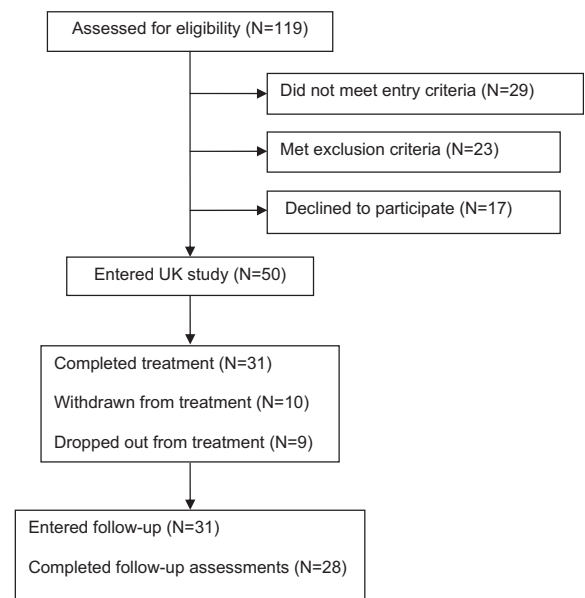 Assessed for eligibility (N=119)
Did not meet entry criteria (N=29)
Met exclusion criteria (N=23)
Declined to participate (N=17)
Entered UK study (N=50)
Completed treatment (N=31)
Withdrawn from treatment (N=10)
Dropped out from treatment (N=9)
Entered follow-up (N=31)
Completed follow-up assessments (N=28)